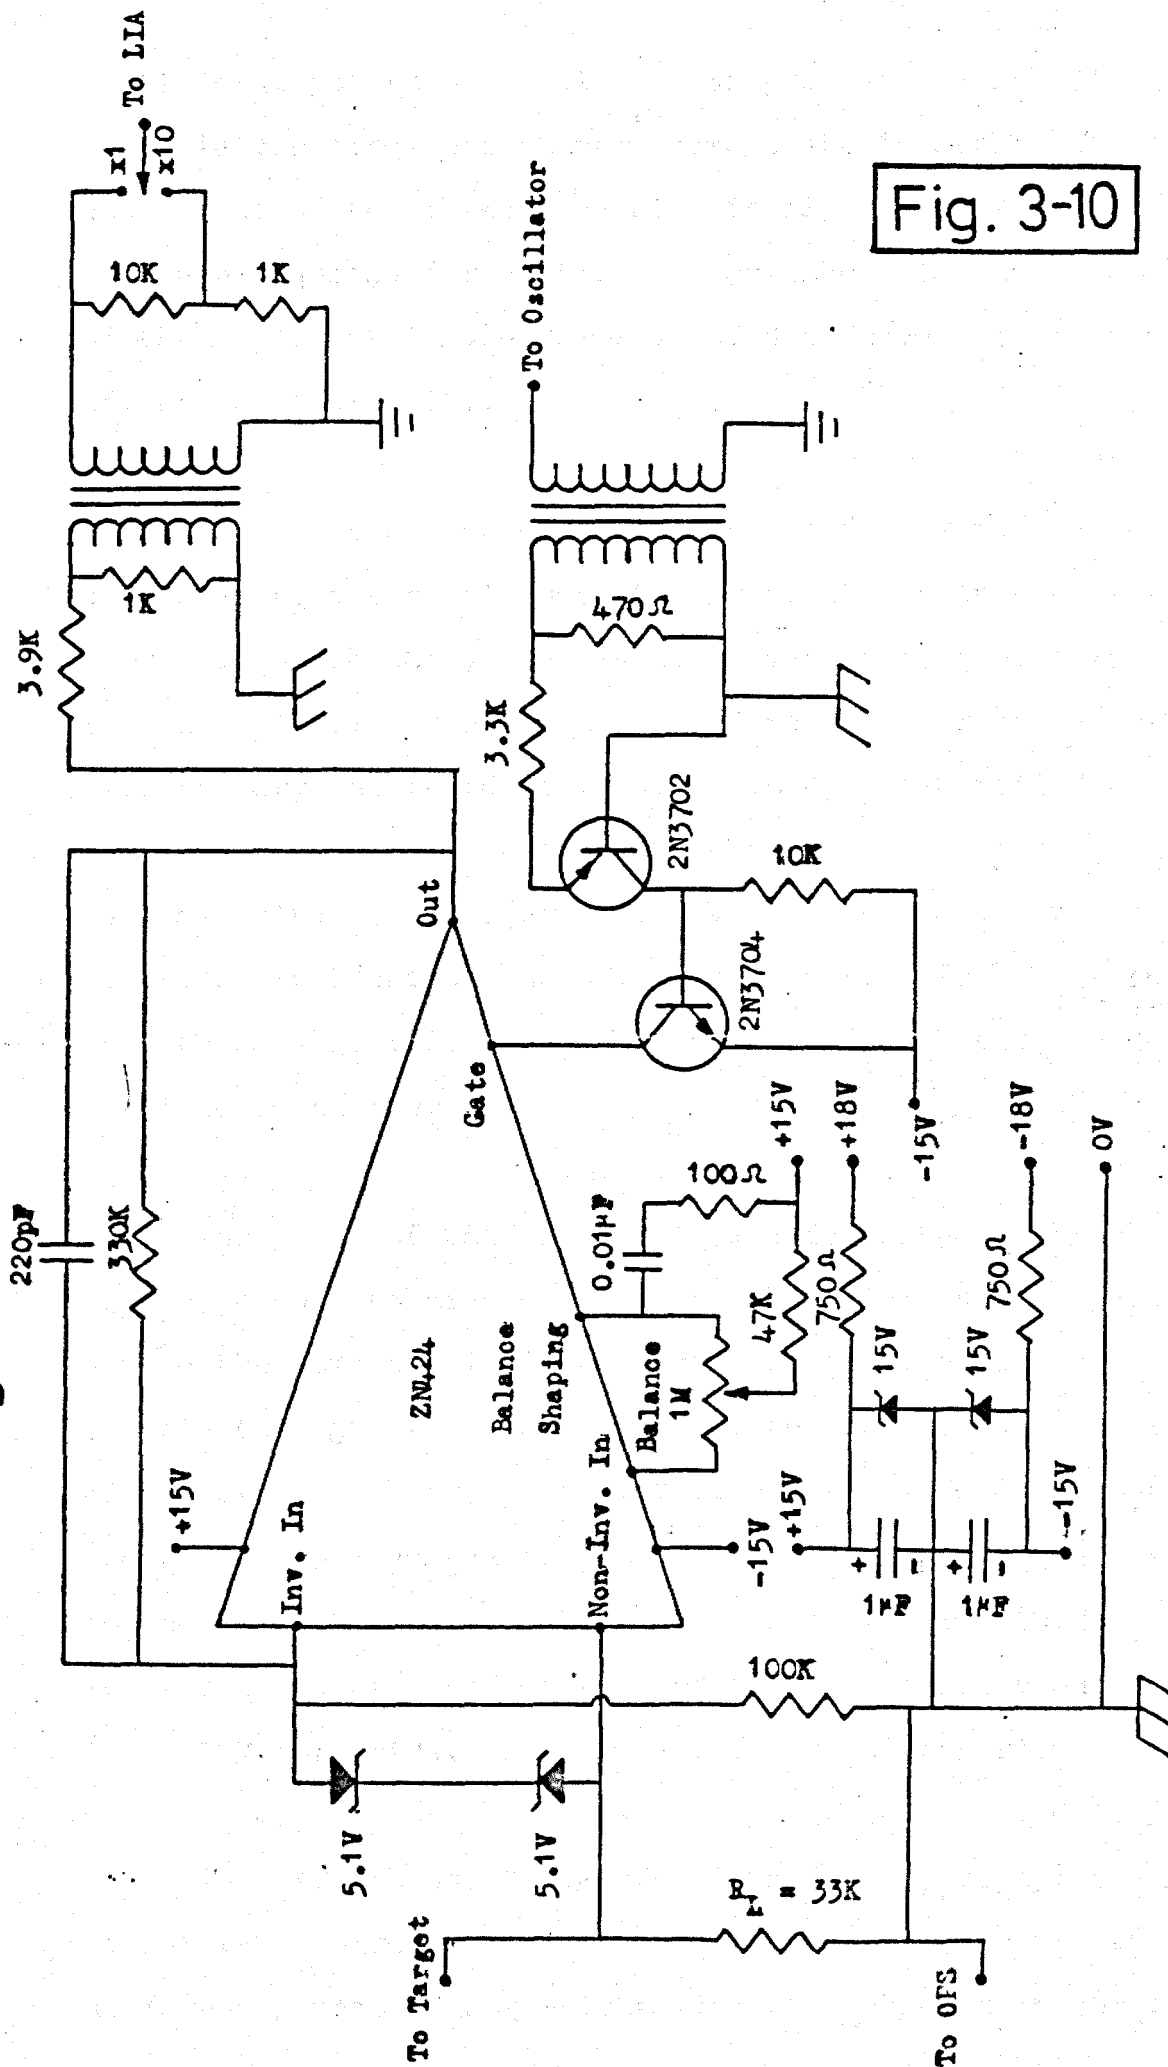 220pF
330K
3.9K
1K
10K
1K
x1
x10
To LIA
+15V
Inv. In
Non-Inv. In
ZN424
Balance
Shaping
Out
Gate
5.1V
5.1V
To Target
= 33K
To OPS
100K
-15V
Balance
1M
0.01µF
100Ω
47K
+15V
2N3704
2N3702
3.3K
470Ω
To Oscillator
10K
-15V
+15V
1µF
+
-
1µF
+
-
15V
15V
750Ω
750Ω
+18V
-18V
-15V
0V
Fig. 3-10